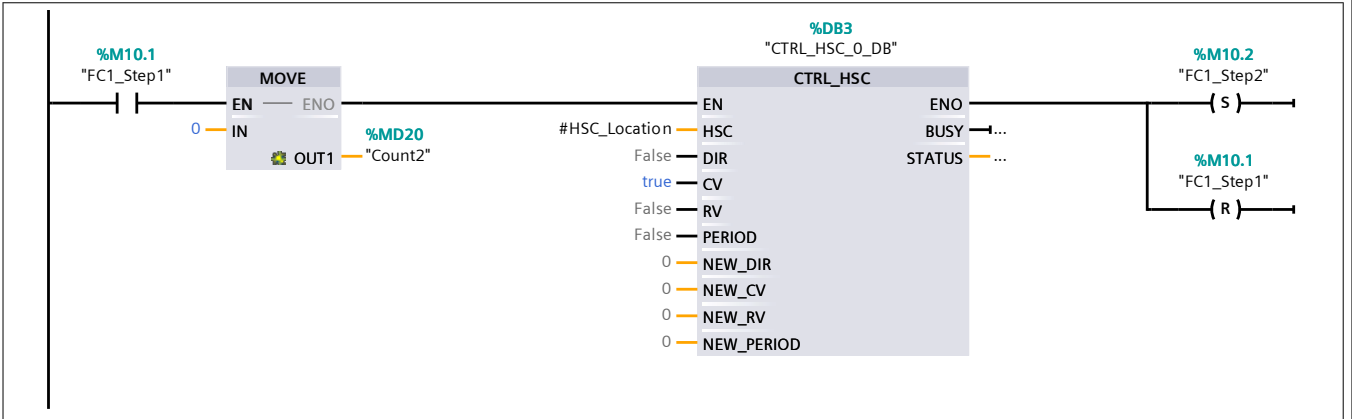 %DB3
"CTRL_HSC_0_DB"
%M10.1
"FC1_Step1"
MOVE
CTRL_HSC
%M10.2
"FC1_Step2"
EN ENO
EN ENO
( S )
0 IN
#HSC_Location HSC BUSY ...
%MD20
OUT1 "Count2"
False DIR STATUS ...
%M10.1
"FC1_Step1"
true CV
False RV
( R )
False PERIOD
0 NEW_DIR
0 NEW_CV
0 NEW_RV
0 NEW_PERIOD